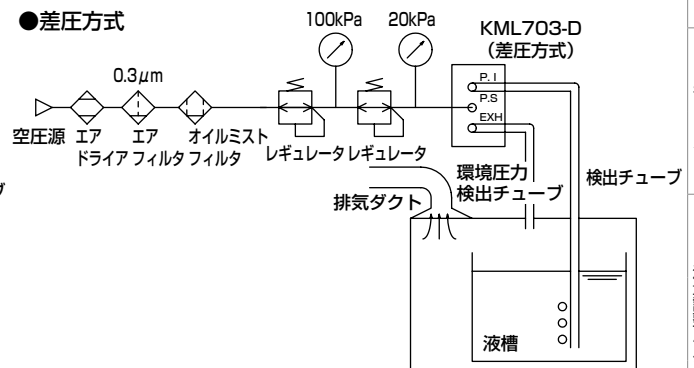 ●差圧方式
100kPa
20kPa
KML703-D
（差圧方式）
0.3μm
P. I
P.S
EXH
空圧源
エア
ドライア
エア
フィルタ
オイルミスト
フィルタ
レギュレータ
レギュレータ
環境圧力
検出チューブ
検出チューブ
排気ダクト
液槽